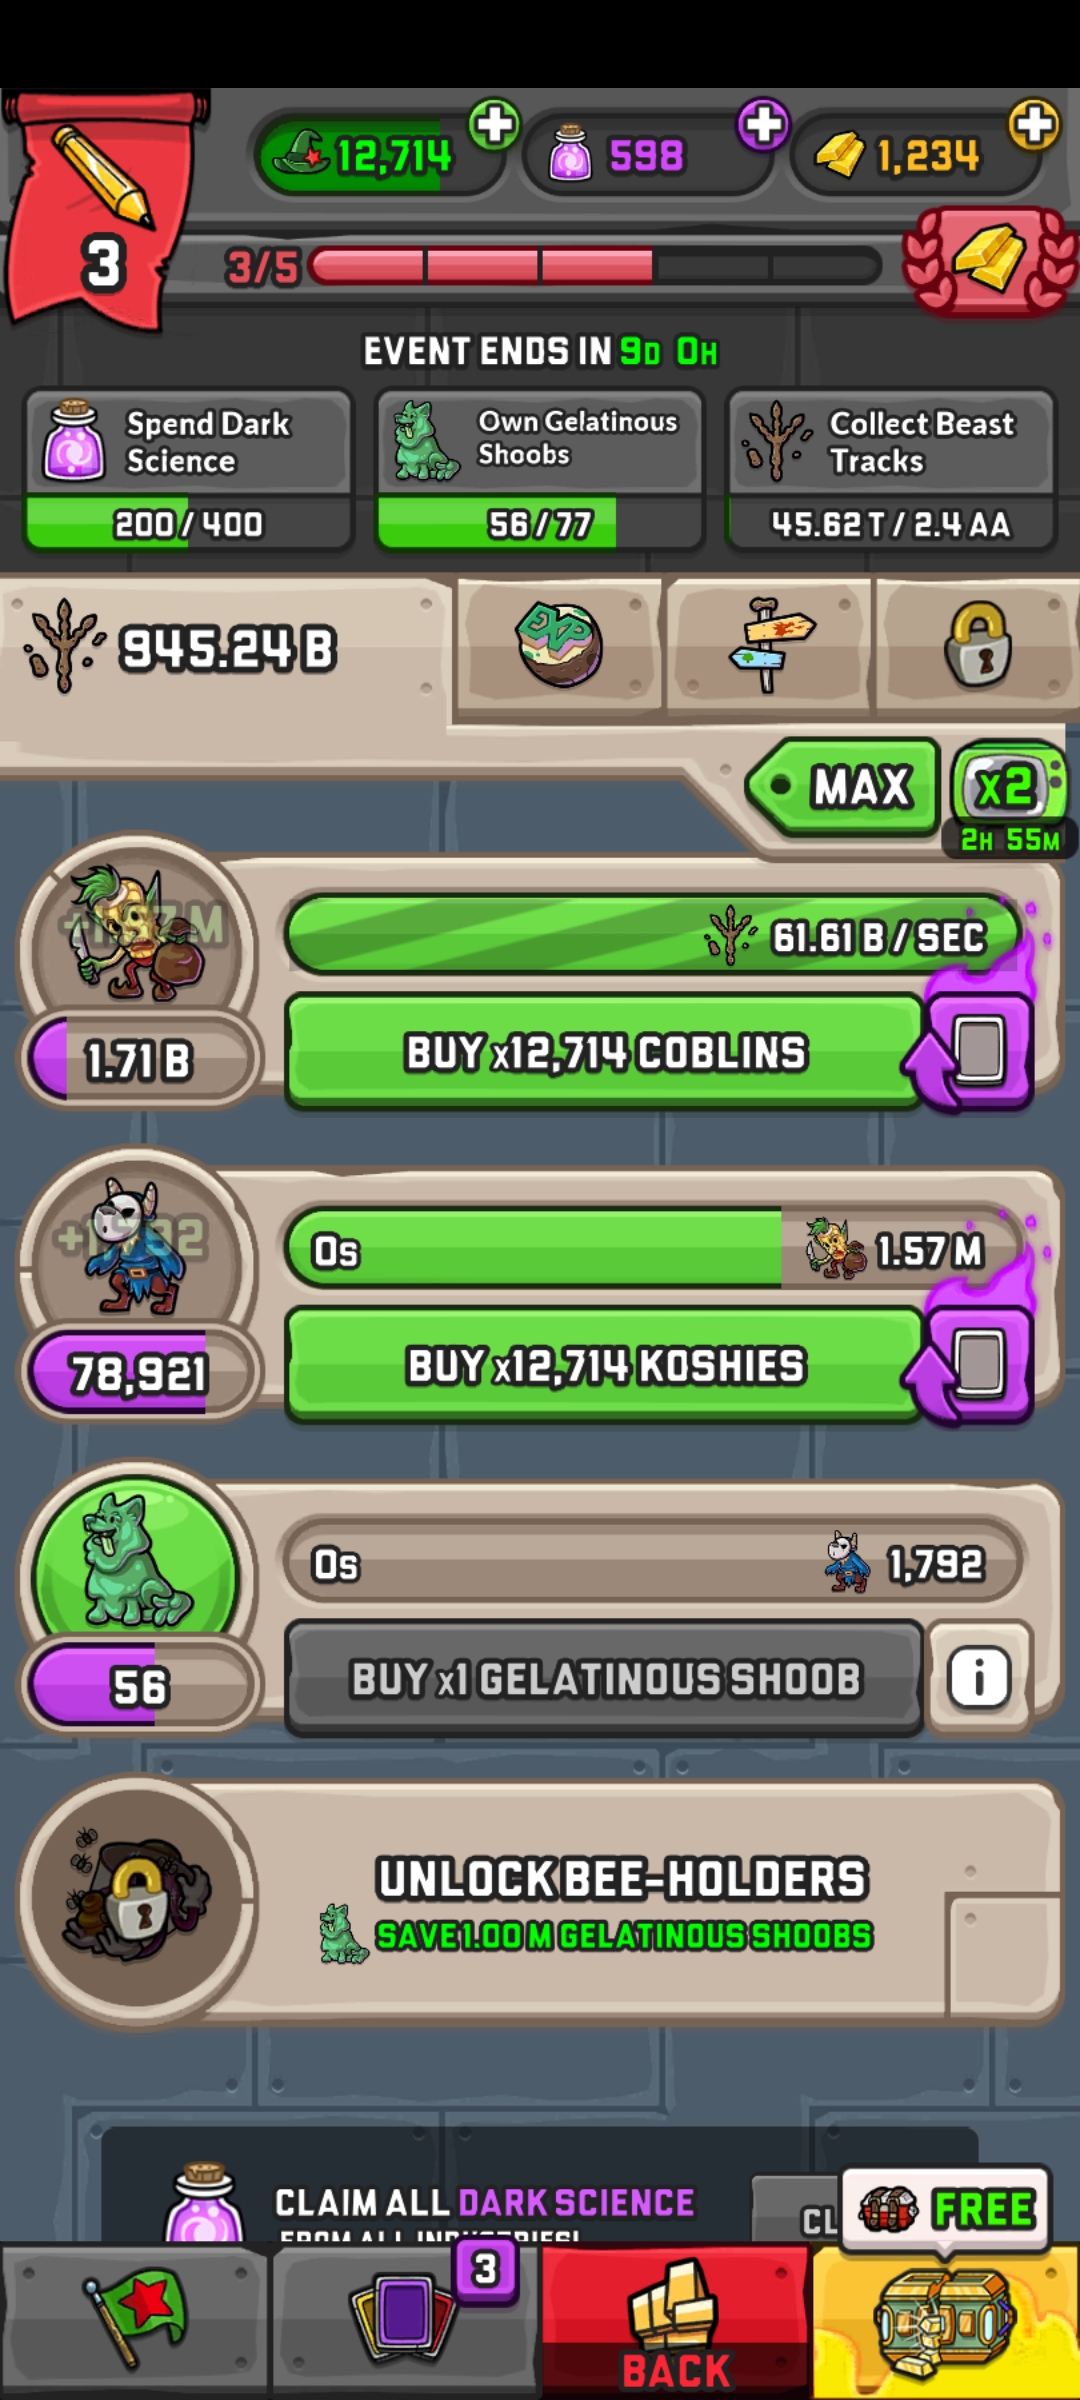 12,714
598
1,234
3
3/5
EVENT ENDS IN 9D 0H
Spend Dark
Science
200 / 400
Own Gelatinous
Shoobs
56 / 77
Collect Beast
Tracks
45.62 T / 2.4 AA
945.24 B
EXP
MAX
x2
2H 55M
61.61 B / SEC
1.71 B
BUY x12,714 COBLINS
0s
1.57 M
78,921
BUY x12,714 KOSHIES
0s
1,792
56
BUY x1 GELATINOUS SHOOB
i
UNLOCK BEE-HOLDERS
SAVE 1.00 M GELATINOUS SHOOBS
CLAIM ALL DARK SCIENCE
FROM ALL INDUSTRIES!
CL
FREE
3
BACK